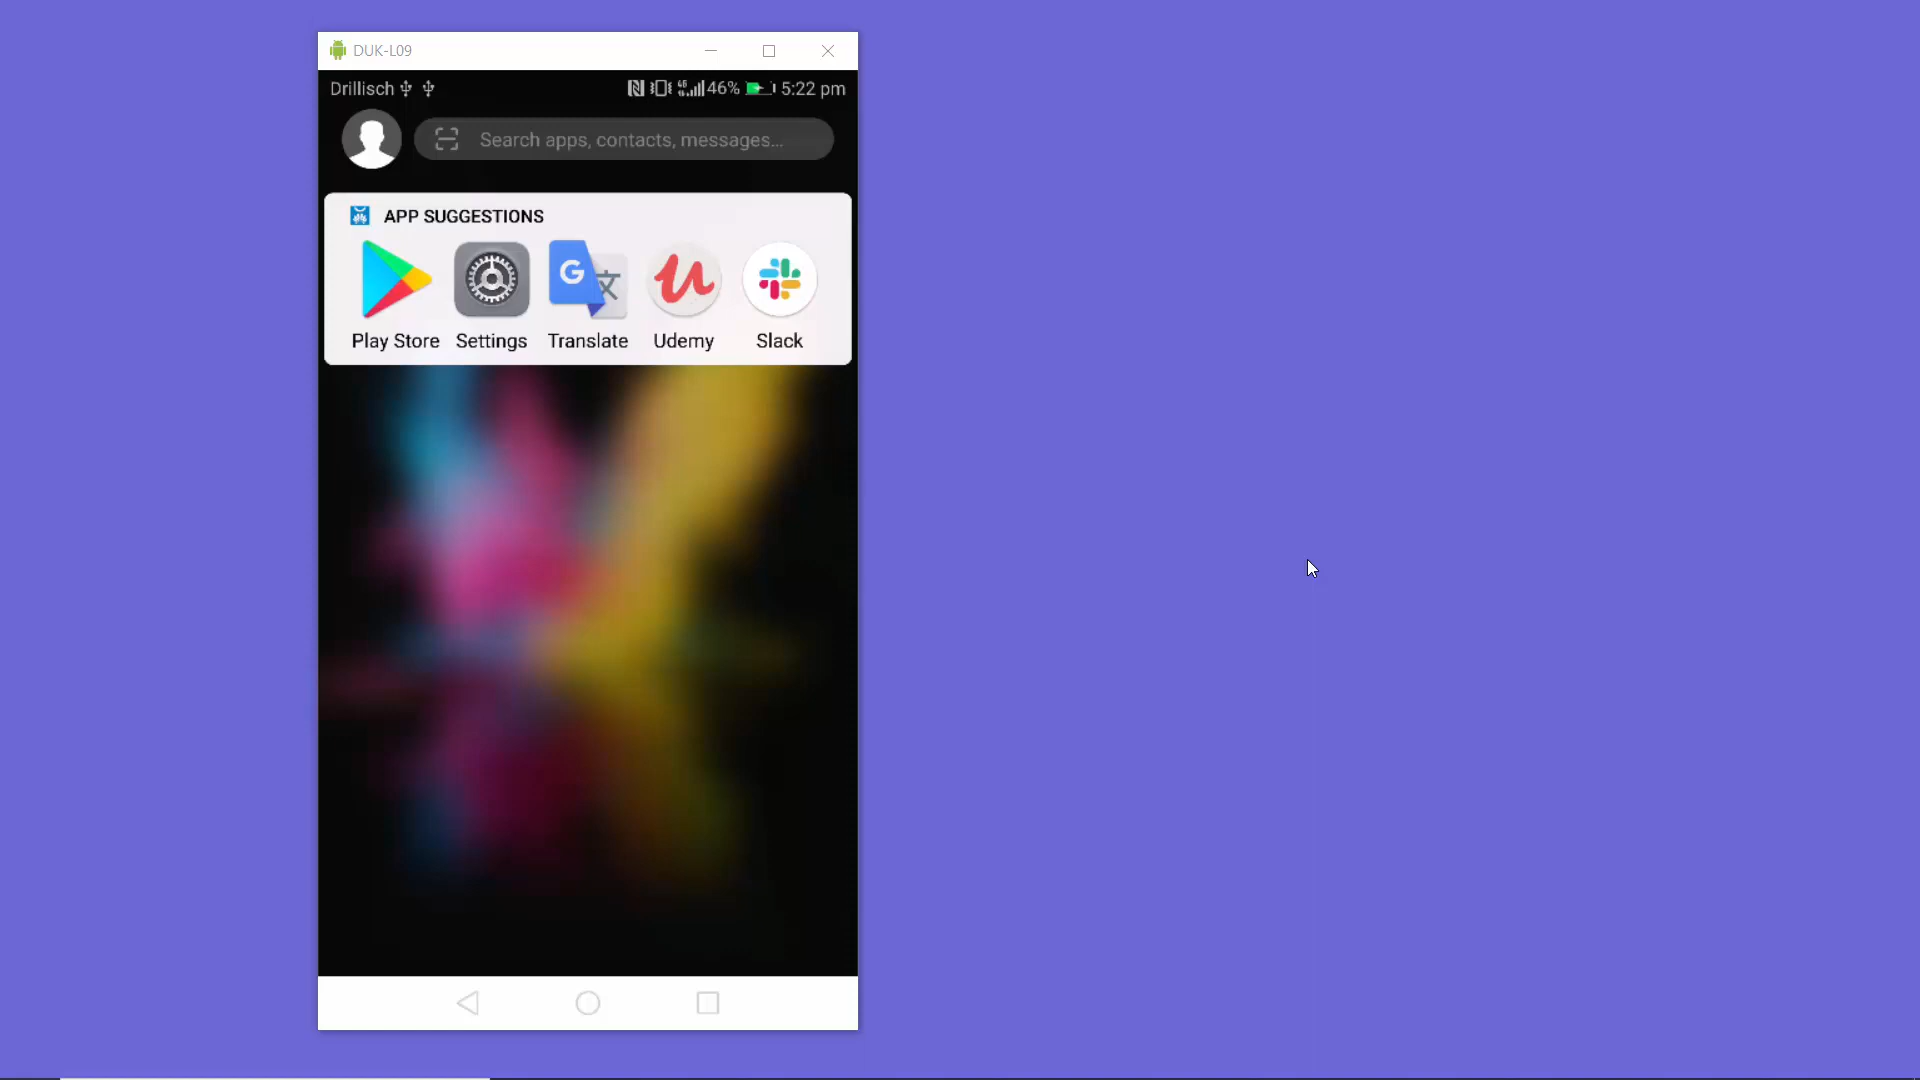 DUK-L09
Drillisch 46% 5:22 pm
Search apps, contacts, messages...
APP SUGGESTIONS
Play Store Settings Translate Udemy Slack